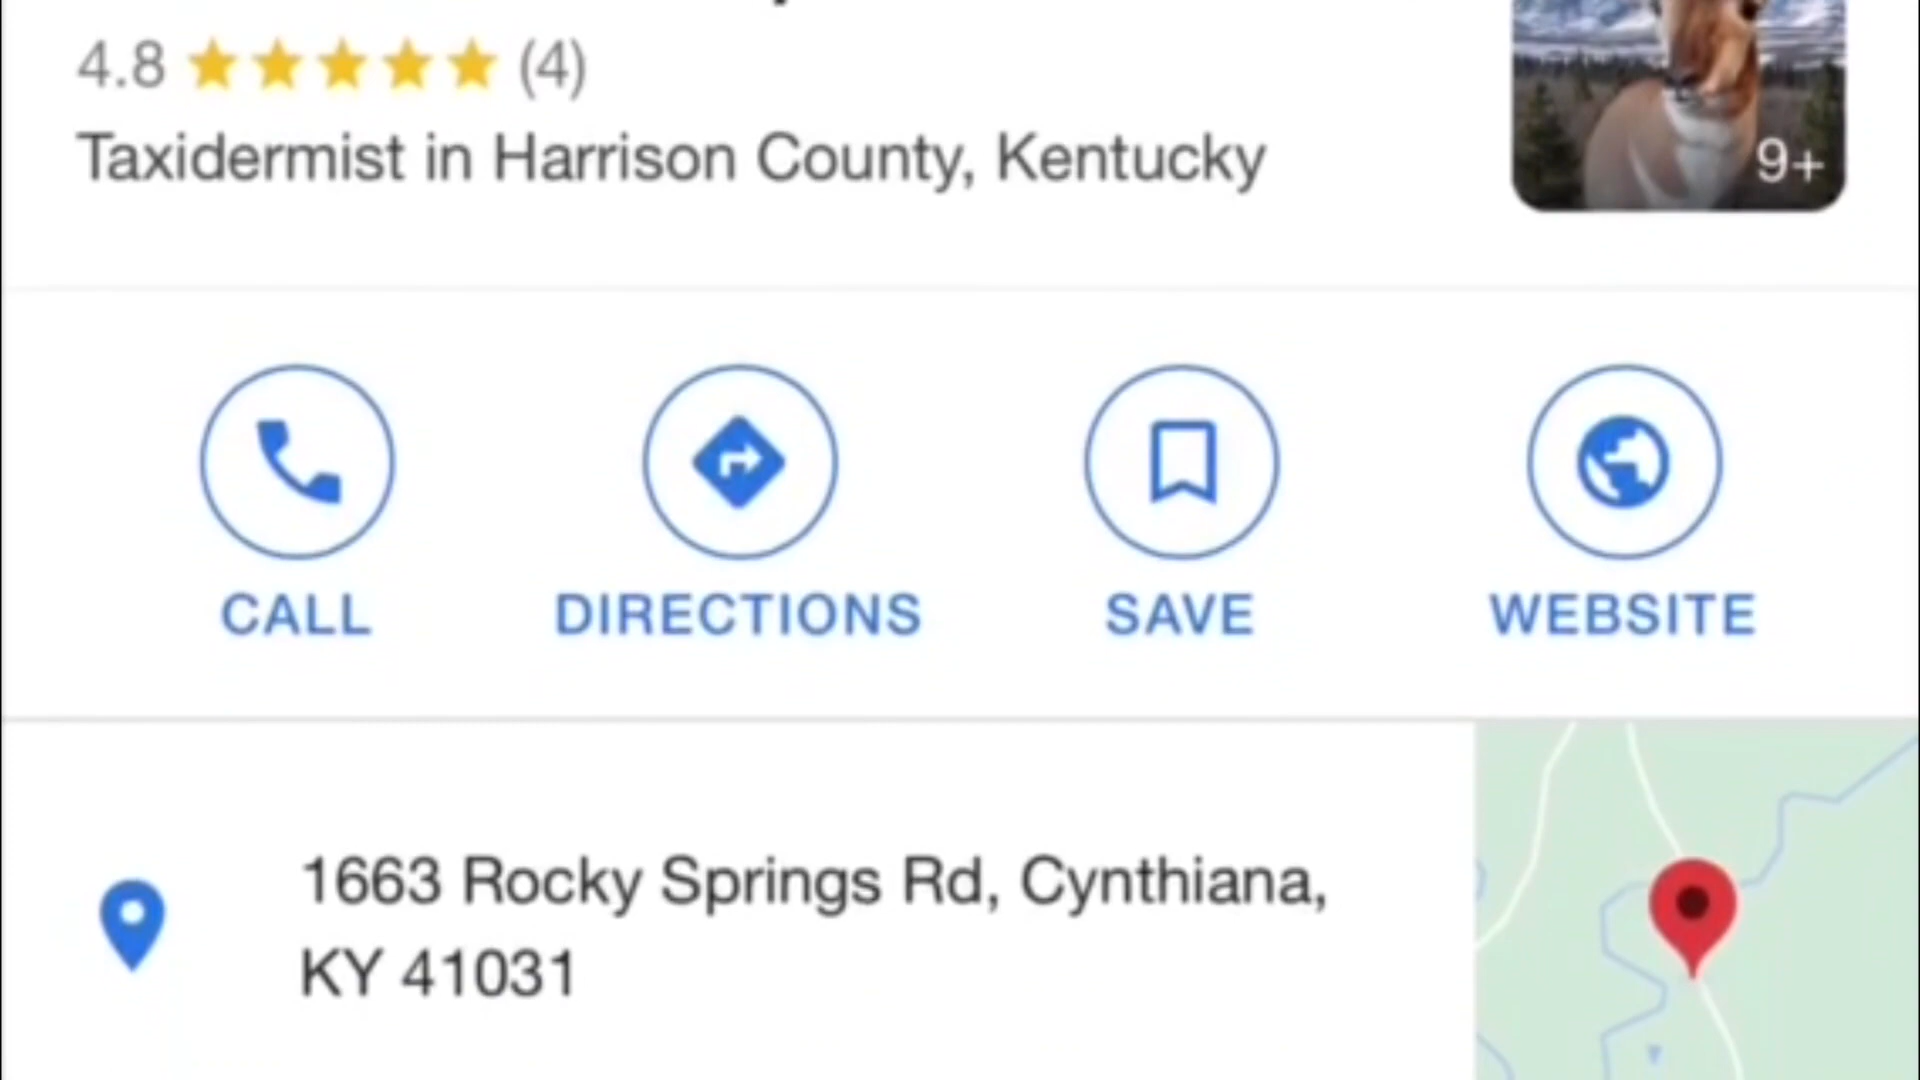 4.8 (4)
Taxidermist in Harrison County, Kentucky
9+
CALL DIRECTIONS SAVE WEBSITE
1663 Rocky Springs Rd, Cynthiana,
KY 41031